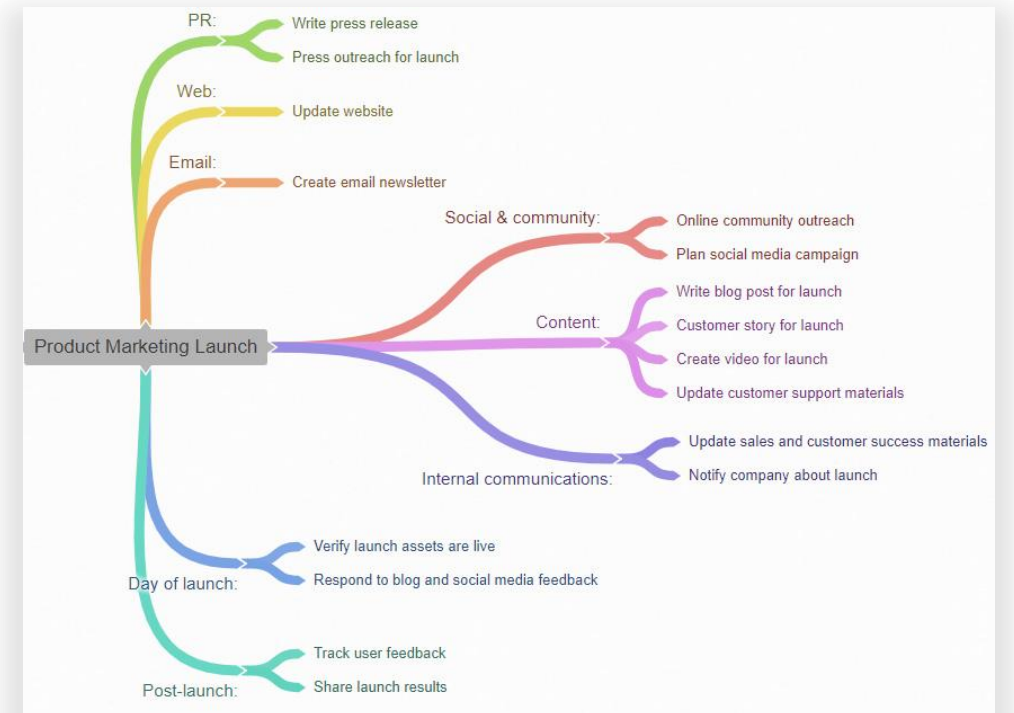 PR:
Write press release
Press outreach for launch
Web:
Update website
Email:
Create email newsletter
Social & community:
Online community outreach
Plan social media campaign
Content:
Write blog post for launch
Customer story for launch
Create video for launch
Update customer support materials
Product Marketing Launch
Internal communications:
Update sales and customer success materials
Notify company about launch
Day of launch:
Verify launch assets are live
Respond to blog and social media feedback
Post-launch:
Track user feedback
Share launch results